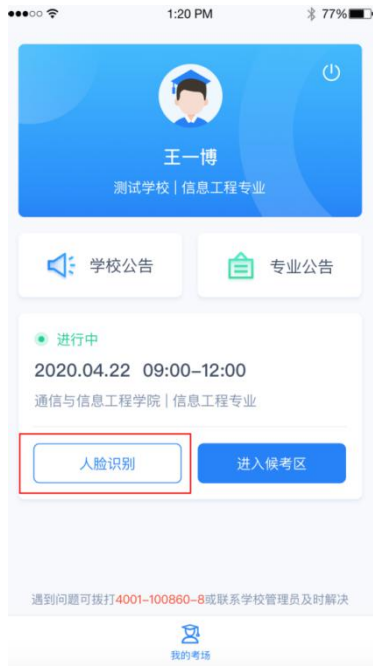 1:20 PM
77%
王一博
测试学校 | 信息工程专业
学校公告
专业公告
进行中
2020.04.22 09:00-12:00
通信与信息工程学院 | 信息工程专业
人脸识别
进入候考区
遇到问题可拨打4001-100860-8或联系学校管理员及时解决
我的考场